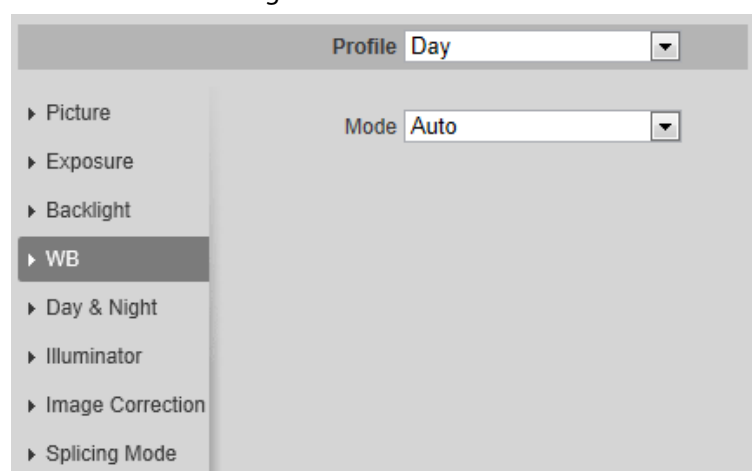 Profile Day
Picture
Mode Auto
Exposure
Backlight
WB
Day & Night
Illuminator
Image Correction
Splicing Mode